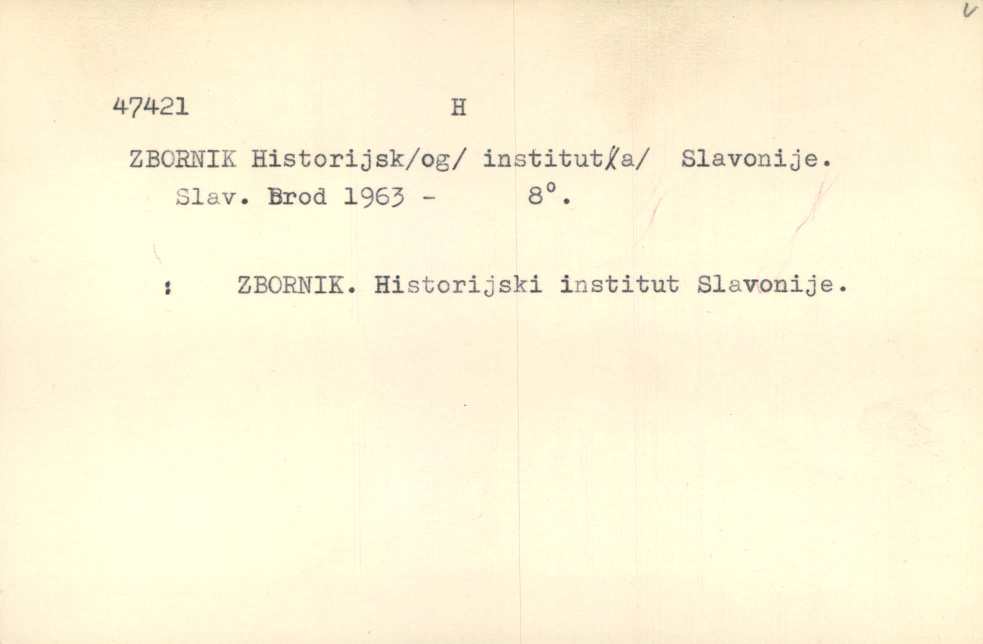 47421 H
ZBORNIK Historijsk/og/ institut/a/ Slavonije.
Slav. Brod 1963 - 8°.
: ZBORNIK. Historijski institut Slavonije.